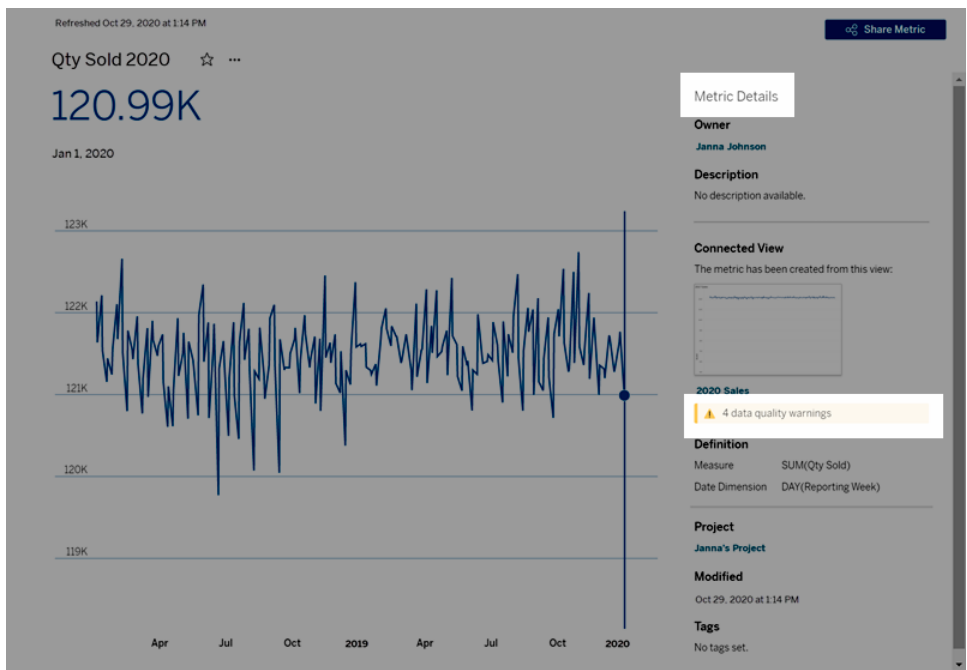 Refreshed Oct 29, 2020 at 1:14 PM
Share Metric
Qty Sold 2020
120.99K
Jan 1, 2020
123K
122K
121K
120K
119K
Apr Jul Oct 2019 Apr Jul Oct 2020
Metric Details
Owner
Janna Johnson
Description
No description available.
Connected View
The metric has been created from this view:
2020 Sales
4 data quality warnings
Definition
Measure SUM(Qty Sold)
Date Dimension DAY(Reporting Week)
Project
Janna's Project
Modified
Oct 29, 2020 at 1:14 PM
Tags
No tags set.